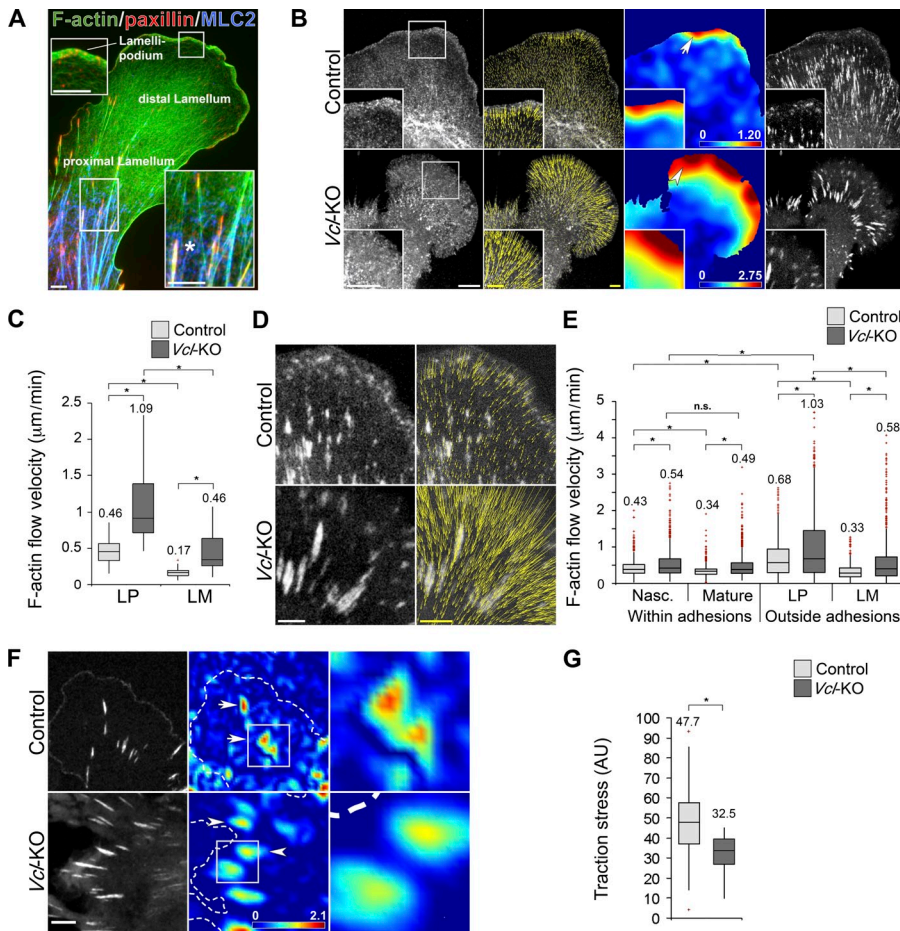 A
F-actin/paxillin/MLC2
Lamelli-
podium
distal Lamellum
proximal Lamellum
*
B
Control
Vcl-KO
0 1.20
0 2.75
C
Control
Vcl-KO
F-actin flow velocity (µm/min)
2.5
2
1.5
1
0.5
0
*
*
*
*
1.09
0.46
0.46
0.17
LP LM
D
Control
Vcl-KO
E
Control
Vcl-KO
F-actin flow velocity (µm/min)
5
4
3
2
1
0
*
*
*
*
n.s.
*
*
*
*
*
1.03
0.68
0.58
0.54
0.49
0.43
0.34
0.33
Nasc. Mature LP LM
Within adhesions Outside adhesions
F
Control
Vcl-KO
0 2.1
G
Control
Vcl-KO
Traction stress (AU)
100
90
80
70
60
50
40
30
20
10
0
*
47.7
32.5